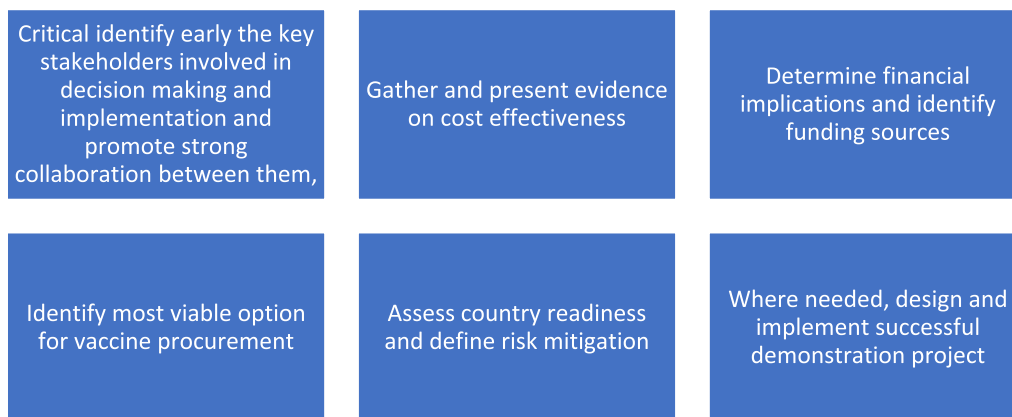 Critical identify early the key
stakeholders involved in
decision making and
implementation and
promote strong
collaboration between them,
Gather and present evidence
on cost effectiveness
Determine financial
implications and identify
funding sources
Identify most viable option
for vaccine procurement
Assess country readiness
and define risk mitigation
Where needed, design and
implement successful
demonstration project